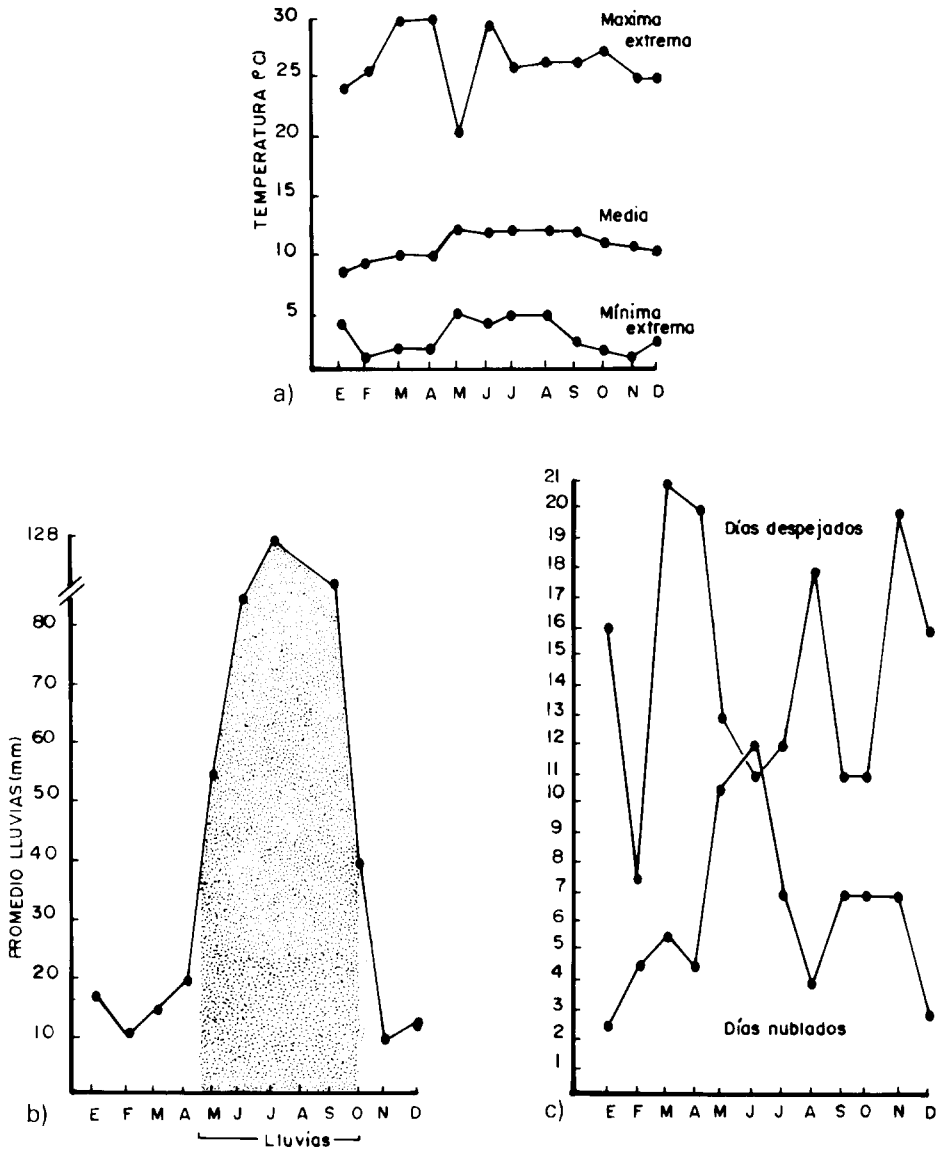 30
25
20
15
10
5
TEMPERATURA (ºC)
Maxima
extrema
Media
Mínima
extrema
E F M A M J J A S O N D
a)
128
80
70
60
50
40
30
20
10
PROMEDIO LLUVIAS (mm)
E F M A M J J A S O N D
b)
Lluvias
21
20
19
18
17
16
15
14
13
12
11
10
9
8
7
6
5
4
3
2
1
Días despejados
Días nublados
E F M A M J J A S O N D
c)